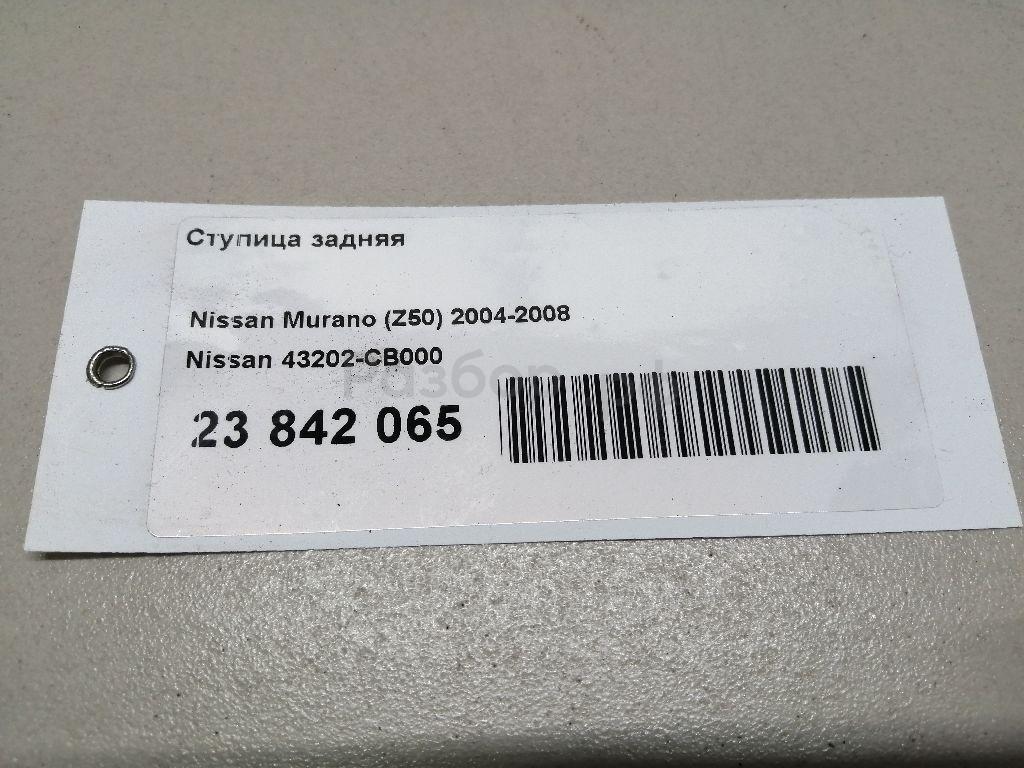 Ступица задняя
Nissan Murano (Z50) 2004-2008
Nissan 43202-CB000
23 842 065